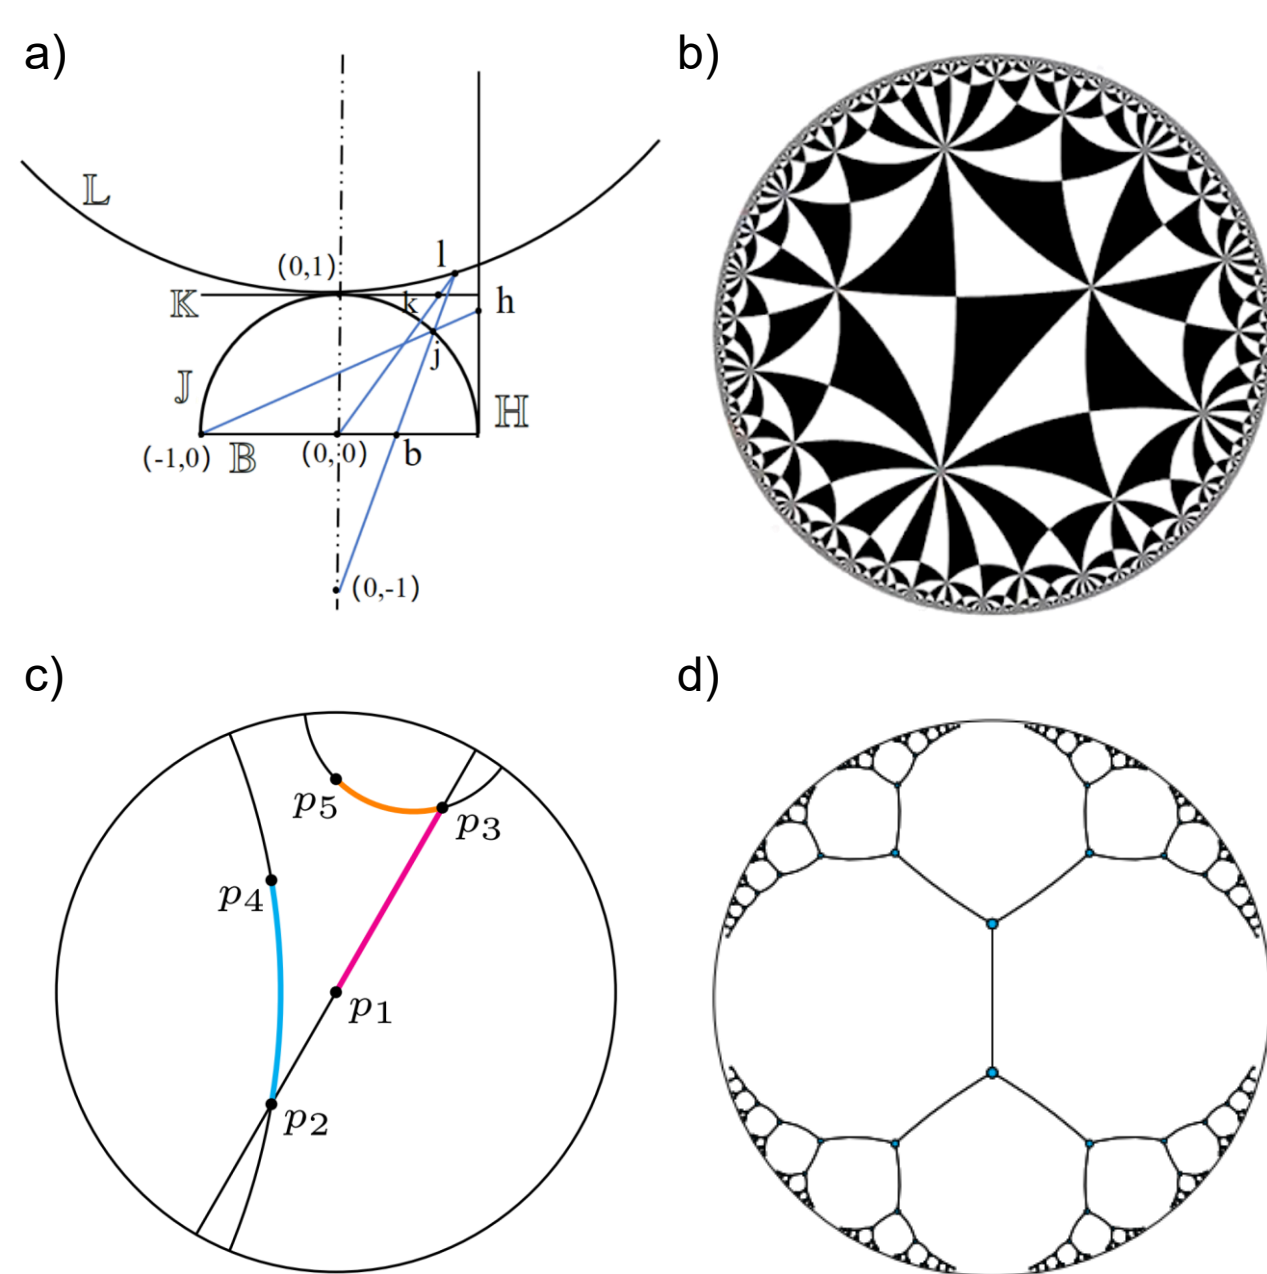 a)
b)
𝕃
(0,1)
l
𝕂
k
h
j
𝕁
ℍ
(-1,0)
𝔹
(0,0)
b
(0,-1)
c)
d)
p5
p3
p4
p1
p2